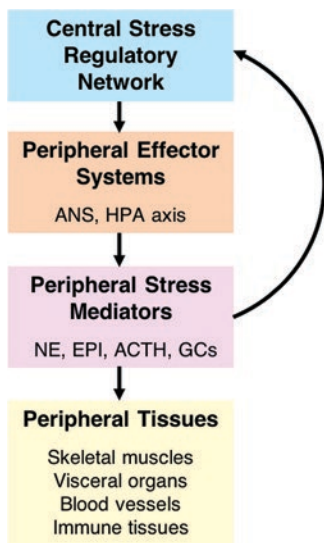 Central Stress
Regulatory
Network
Peripheral Effector
Systems
ANS, HPA axis
Peripheral Stress
Mediators
NE, EPI, ACTH, GCs
Peripheral Tissues
Skeletal muscles
Visceral organs
Blood vessels
Immune tissues